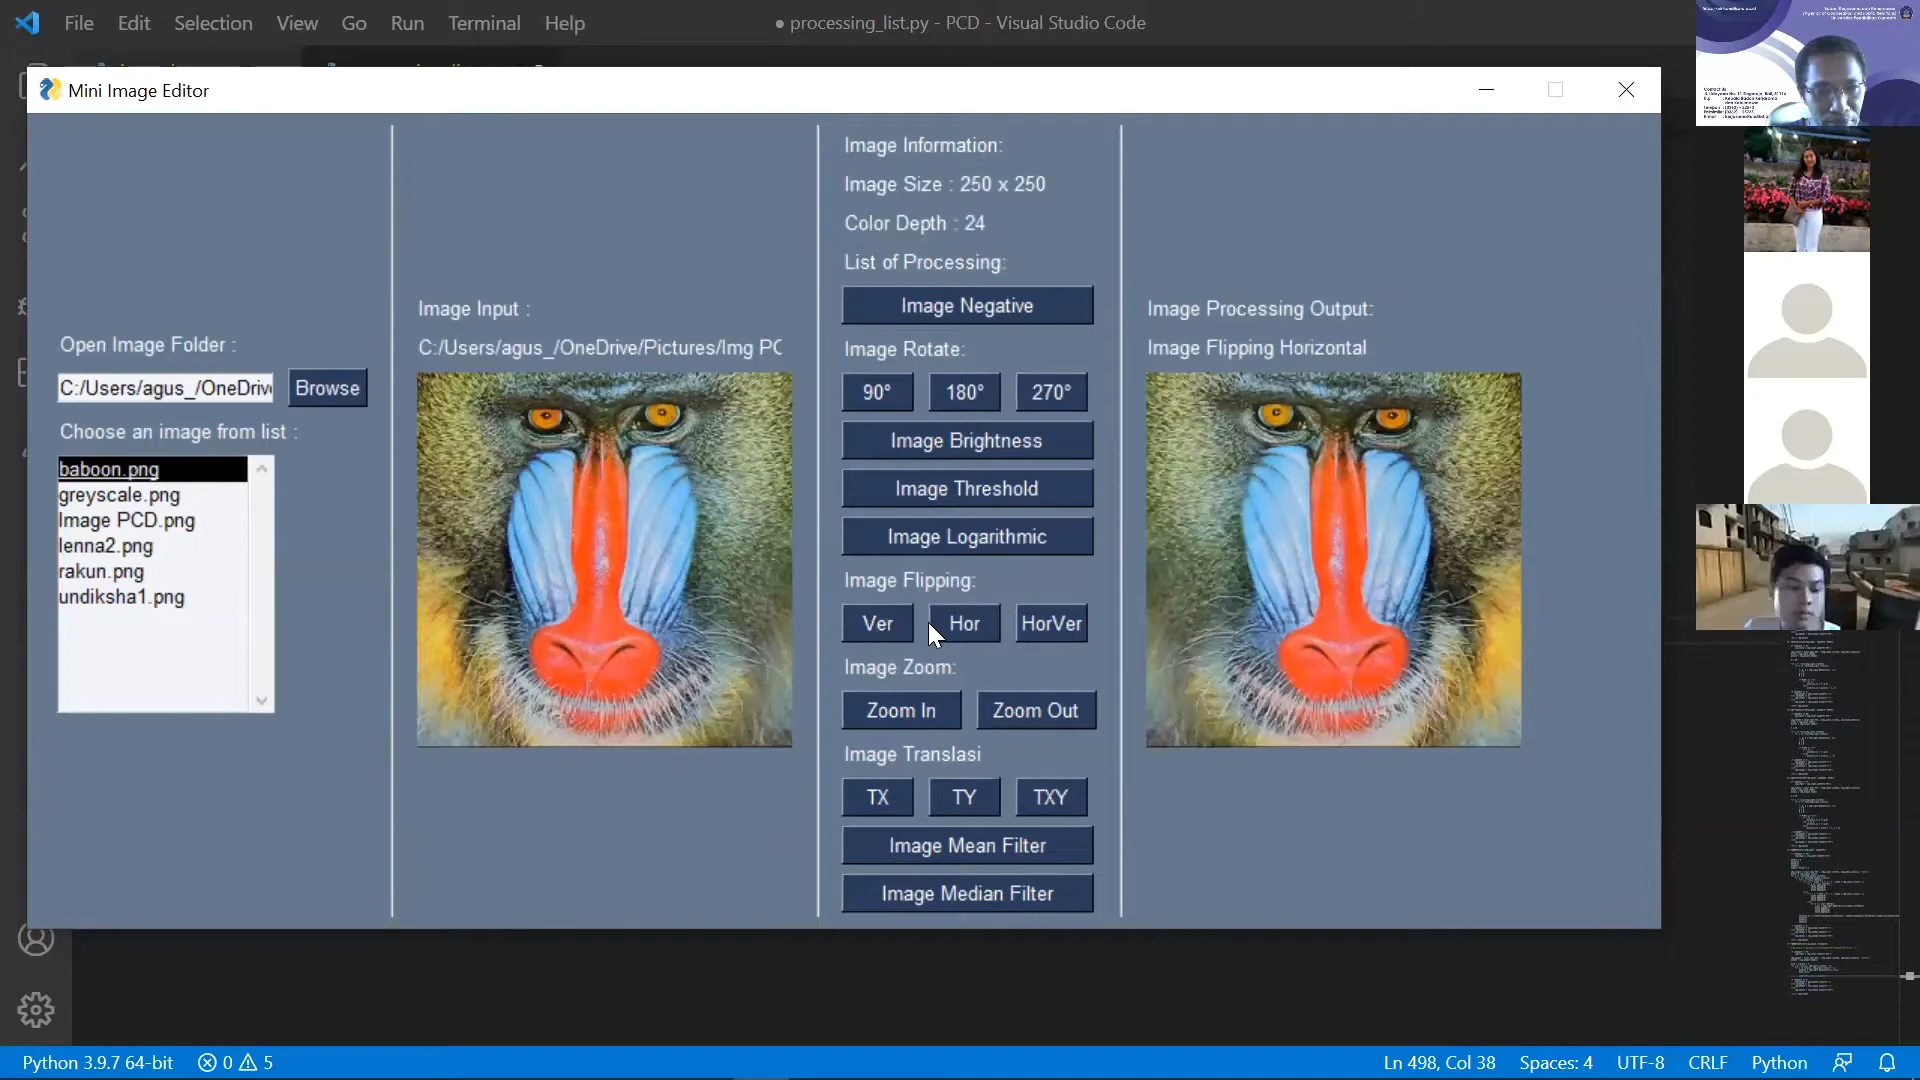 File Edit Selection View Go Run Terminal Help
● processing_list.py - PCD - Visual Studio Code
Mini Image Editor
Open Image Folder :
C:/Users/agus_/OneDrive
Browse
Choose an image from list :
baboon.png
greyscale.png
Image PCD.png
lenna2.png
rakun.png
undiksha1.png
Image Input :
C:/Users/agus_/OneDrive/Pictures/Img PC
Image Information:
Image Size : 250 x 250
Color Depth : 24
List of Processing:
Image Negative
Image Rotate:
90° 180° 270°
Image Brightness
Image Threshold
Image Logarithmic
Image Flipping:
Ver Hor HorVer
Image Zoom:
Zoom In Zoom Out
Image Translasi
TX TY TXY
Image Mean Filter
Image Median Filter
Image Processing Output:
Image Flipping Horizontal
Python 3.9.7 64-bit 0 5
Ln 498, Col 38 Spaces: 4 UTF-8 CRLF Python